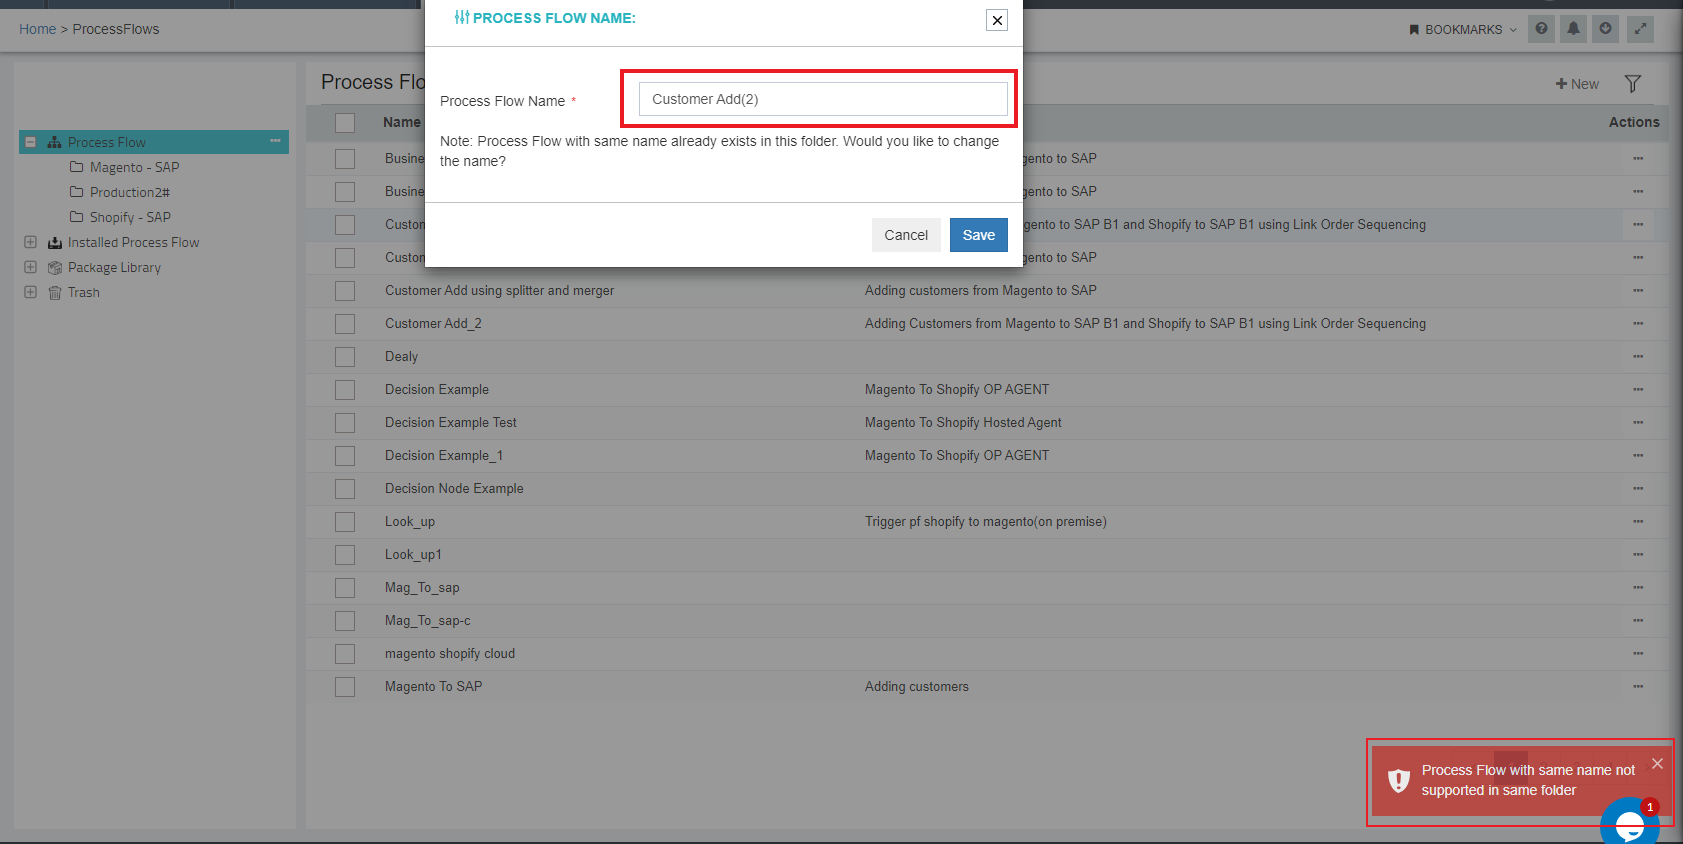 PROCESS FLOW NAME:
Home > ProcessFlows
BOOKMARKS
Process Flo
New
Process Flow Name *
Customer Add(2)
Note: Process Flow with same name already exists in this folder. Would you like to change
the name?
Cancel
Save
Process Flow
Magento - SAP
Production2#
Shopify - SAP
Installed Process Flow
Package Library
Trash
Name
Actions
Busine
gento to SAP
Busine
gento to SAP
Custon
gento to SAP B1 and Shopify to SAP B1 using Link Order Sequencing
Custon
gento to SAP
Customer Add using splitter and merger
Adding customers from Magento to SAP
Customer Add_2
Adding Customers from Magento to SAP B1 and Shopify to SAP B1 using Link Order Sequencing
Dealy
Decision Example
Magento To Shopify OP AGENT
Decision Example Test
Magento To Shopify Hosted Agent
Decision Example_1
Magento To Shopify OP AGENT
Decision Node Example
Look_up
Trigger pf shopify to magento(on premise)
Look_up1
Mag_To_sap
Mag_To_sap-c
magento shopify cloud
Magento To SAP
Adding customers
Process Flow with same name not
supported in same folder
1